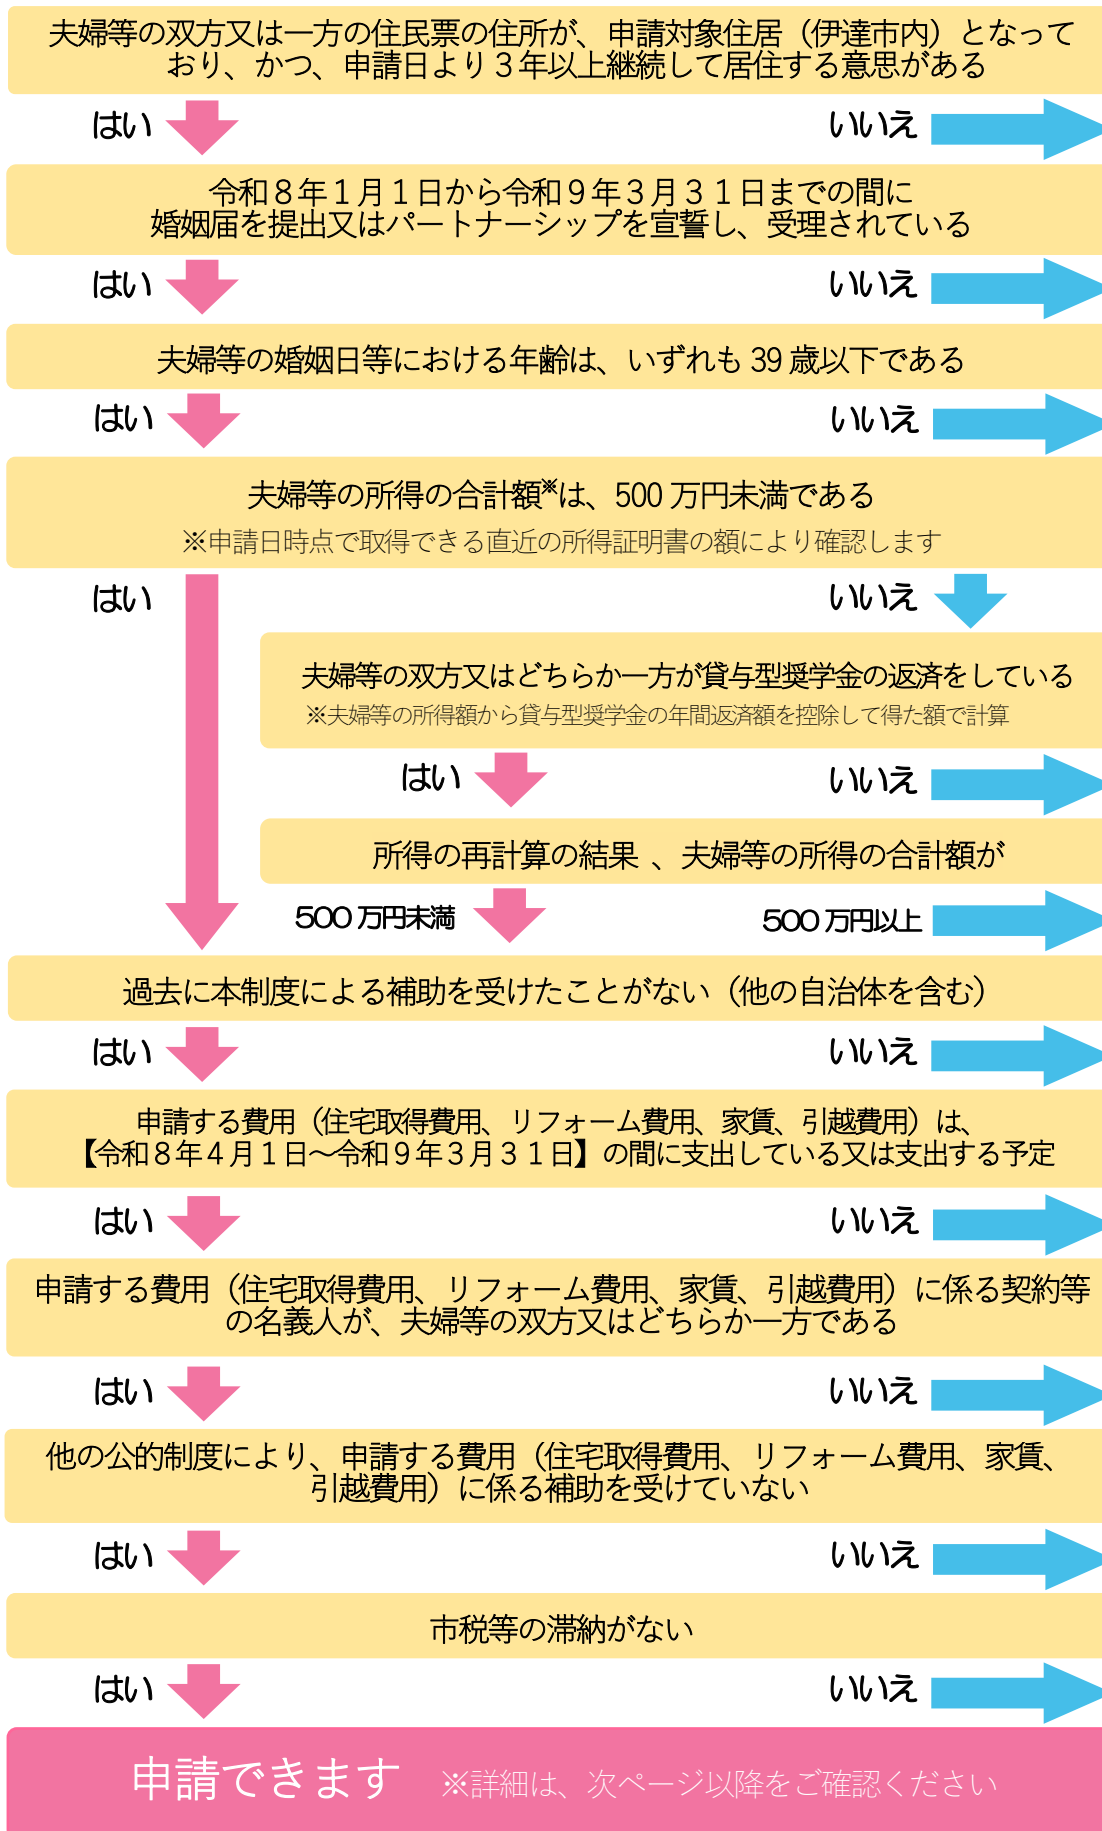 夫婦等の双方又は一方の住民票の住所が、申請対象住居（伊達市内）となって
おり、かつ、申請日より３年以上継続して居住する意思がある
はい
いいえ
令和８年１月１日から令和９年３月３１日までの間に
婚姻届を提出又はパートナーシップを宣誓し、受理されている
はい
いいえ
夫婦等の婚姻日等における年齢は、いずれも 39 歳以下である
はい
いいえ
夫婦等の所得の合計額※は、500 万円未満である
※申請日時点で取得できる直近の所得証明書の額により確認します
はい
いいえ
夫婦等の双方又はどちらか一方が貸与型奨学金の返済をしている
※夫婦等の所得額から貸与型奨学金の年間返済額を控除して得た額で計算
はい
いいえ
所得の再計算の結果 、夫婦等の所得の合計額が
500 万円未満
500 万円以上
過去に本制度による補助を受けたことがない（他の自治体を含む）
はい
いいえ
申請する費用（住宅取得費用、リフォーム費用、家賃、引越費用）は、
【令和８年４月１日～令和９年３月３１日】の間に支出している又は支出する予定
はい
いいえ
申請する費用（住宅取得費用、リフォーム費用、家賃、引越費用）に係る契約等
の名義人が、夫婦等の双方又はどちらか一方である
はい
いいえ
他の公的制度により、申請する費用（住宅取得費用、リフォーム費用、家賃、
引越費用）に係る補助を受けていない
はい
いいえ
市税等の滞納がない
はい
いいえ
申請できます ※詳細は、次ページ以降をご確認ください